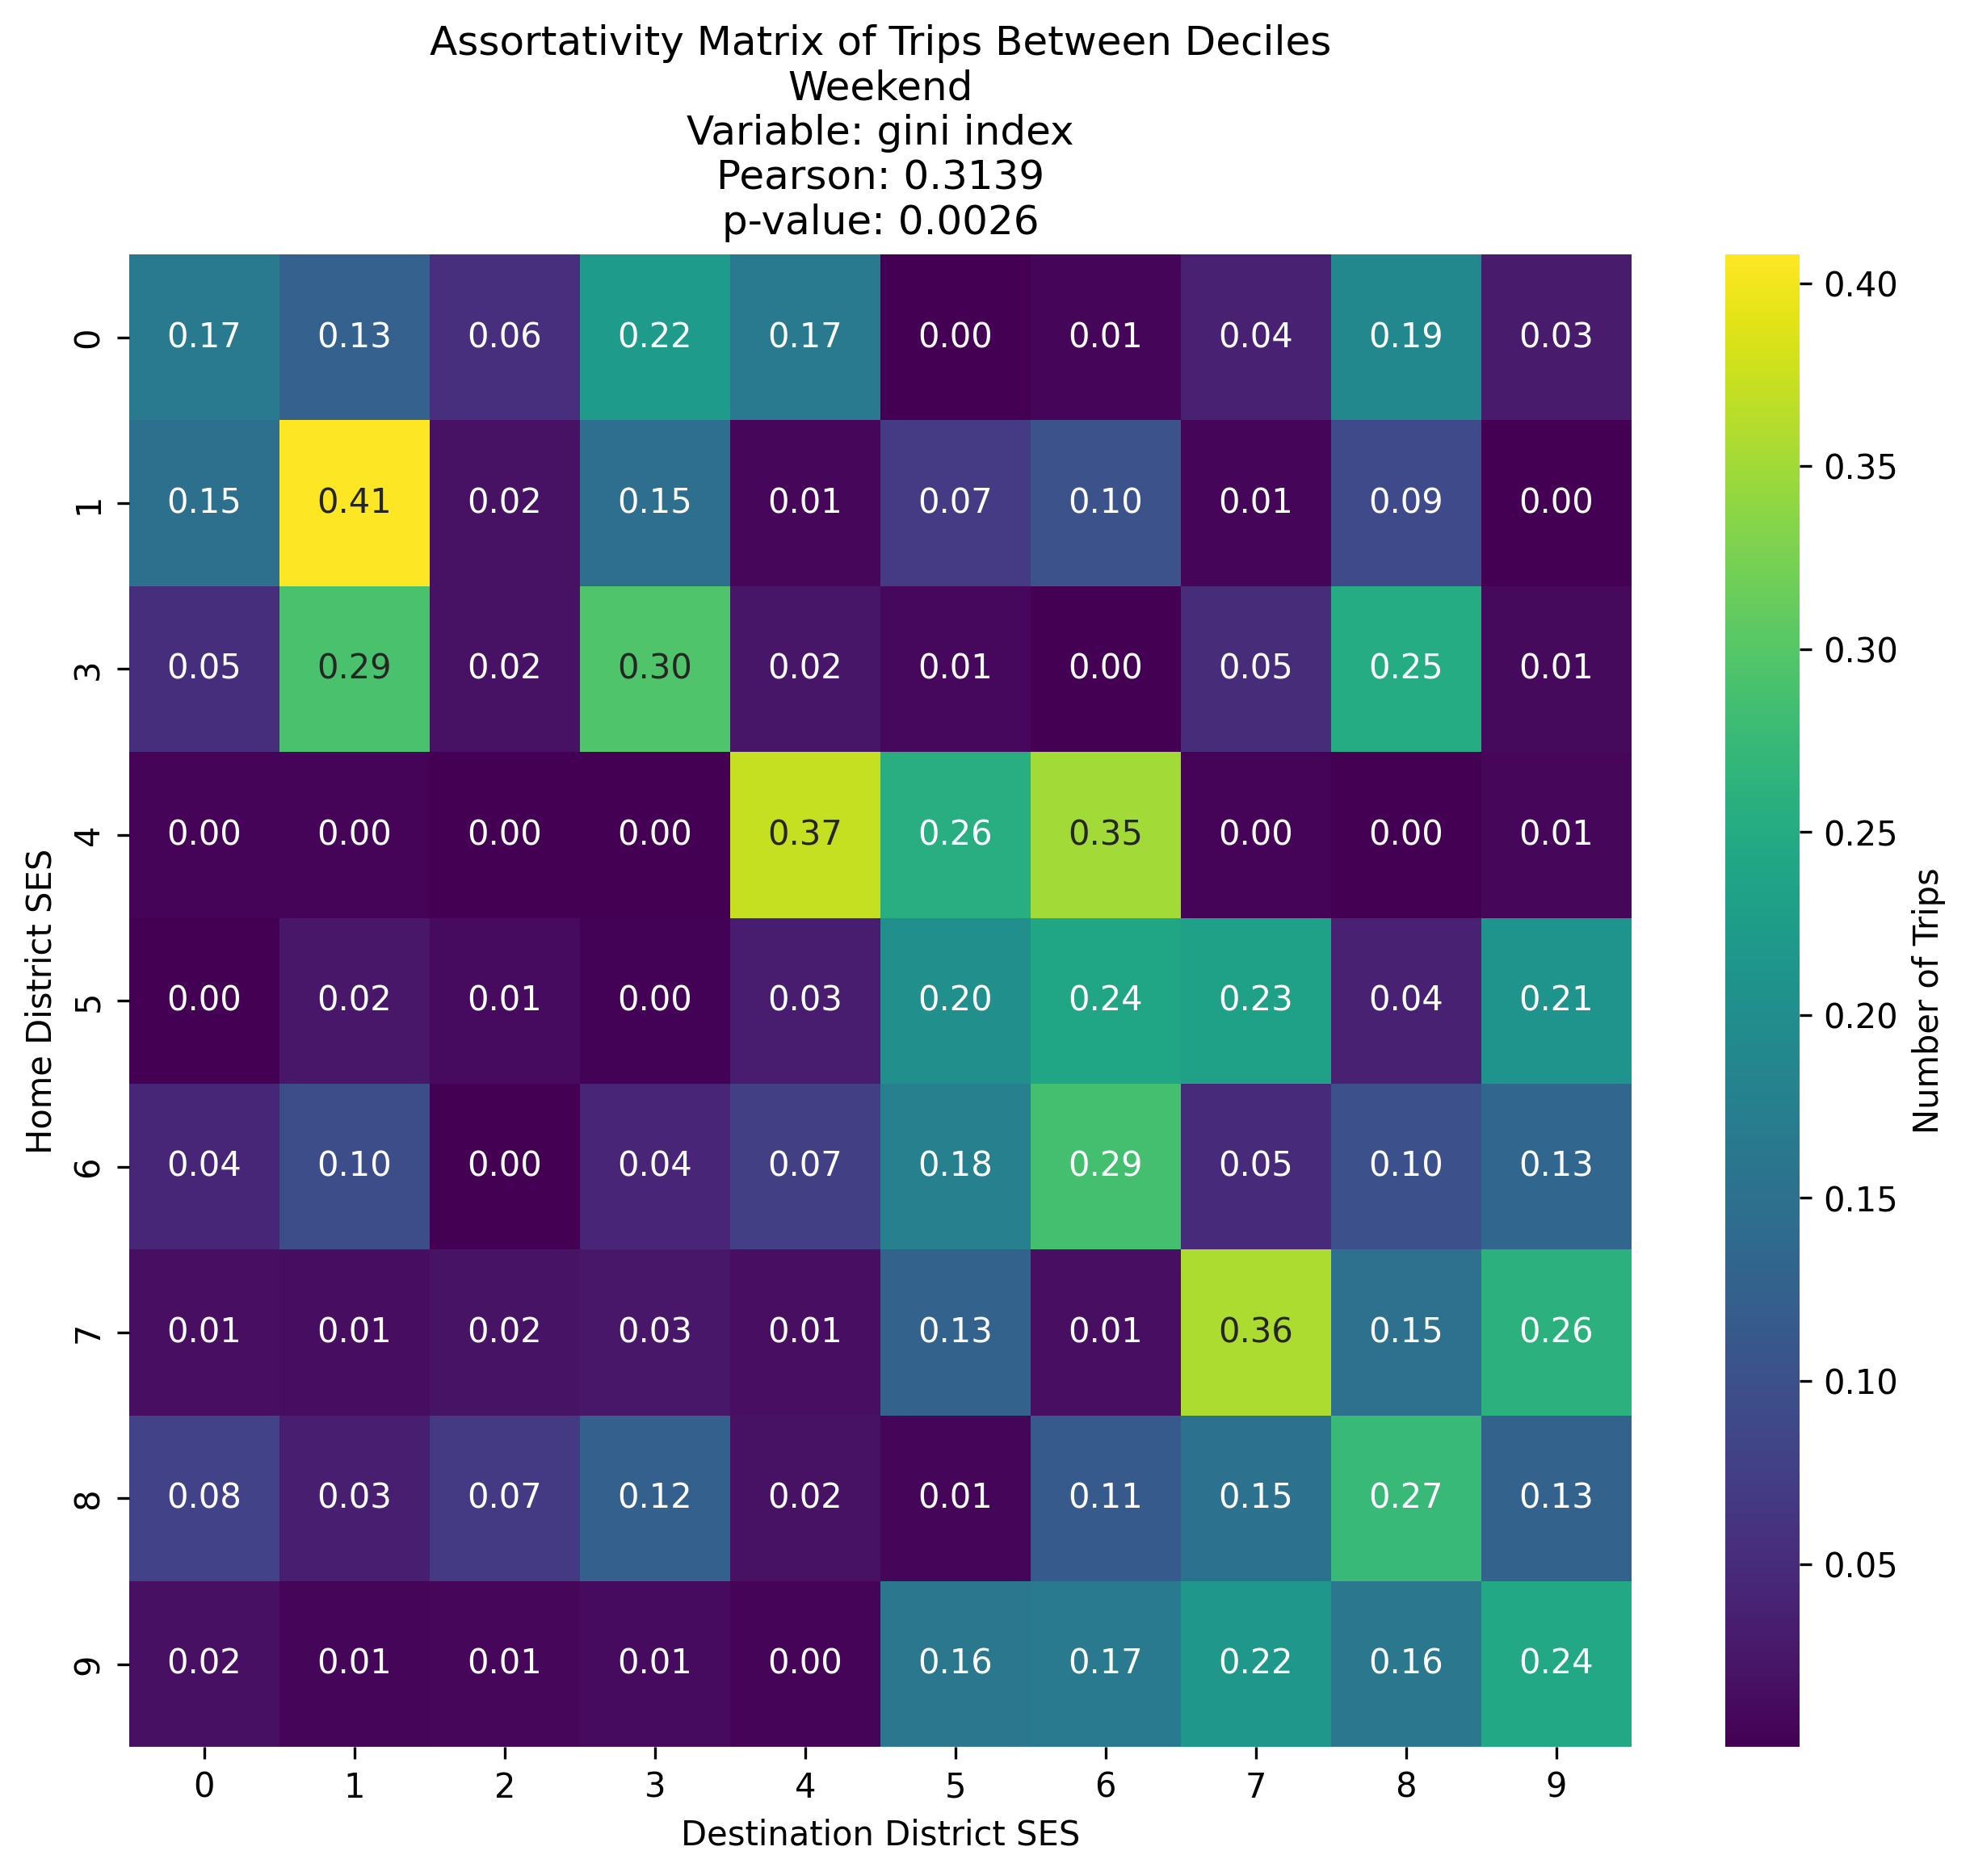 Assortativity Matrix of Trips Between Deciles
Weekend
Variable: gini index
Pearson: 0.3139
p-value: 0.0026
0 0.17 0.13 0.06 0.22 0.17 0.00 0.01 0.04 0.19 0.03
1 0.15 0.41 0.02 0.15 0.01 0.07 0.10 0.01 0.09 0.00
3 0.05 0.29 0.02 0.30 0.02 0.01 0.00 0.05 0.25 0.01
4 0.00 0.00 0.00 0.00 0.37 0.26 0.35 0.00 0.00 0.01
5 0.00 0.02 0.01 0.00 0.03 0.20 0.24 0.23 0.04 0.21
6 0.04 0.10 0.00 0.04 0.07 0.18 0.29 0.05 0.10 0.13
7 0.01 0.01 0.02 0.03 0.01 0.13 0.01 0.36 0.15 0.26
8 0.08 0.03 0.07 0.12 0.02 0.01 0.11 0.15 0.27 0.13
9 0.02 0.01 0.01 0.01 0.00 0.16 0.17 0.22 0.16 0.24
0 1 2 3 4 5 6 7 8 9
Destination District SES
Home District SES
0.40
0.35
0.30
0.25
0.20
0.15
0.10
0.05
Number of Trips